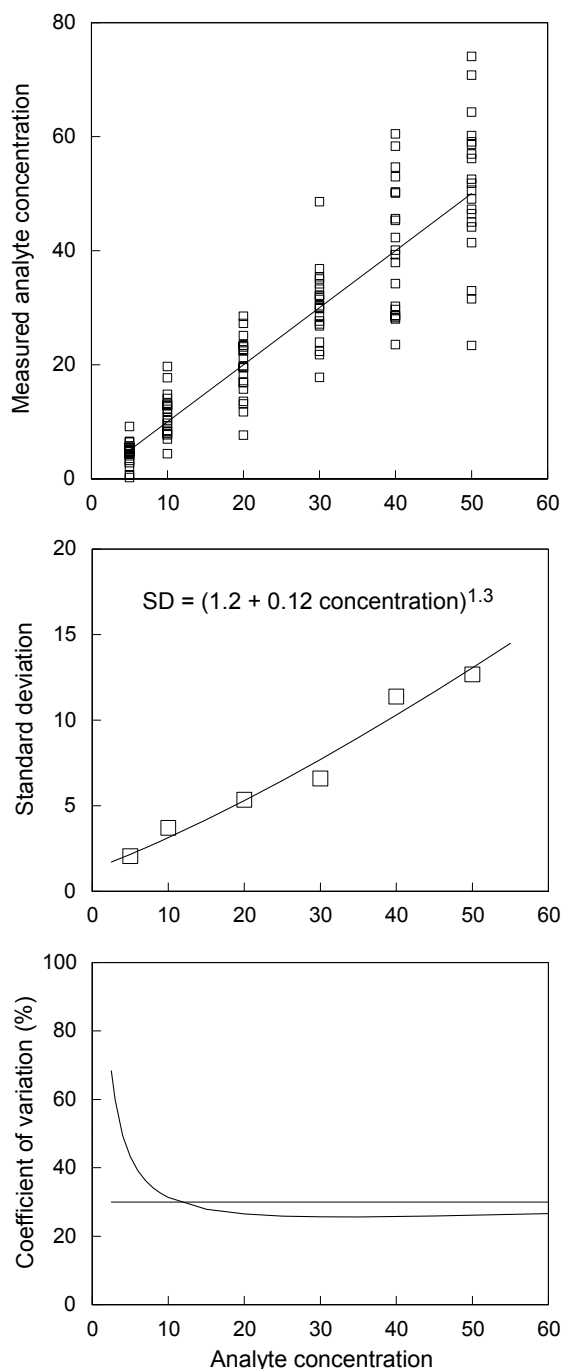 80
60
40
20
0
Measured analyte concentration
0 10 20 30 40 50 60
20
15
10
5
0
Standard deviation
SD = (1.2 + 0.12 concentration)^1.3
0 10 20 30 40 50 60
100
80
60
40
20
0
Coefficient of variation (%)
0 10 20 30 40 50 60
Analyte concentration